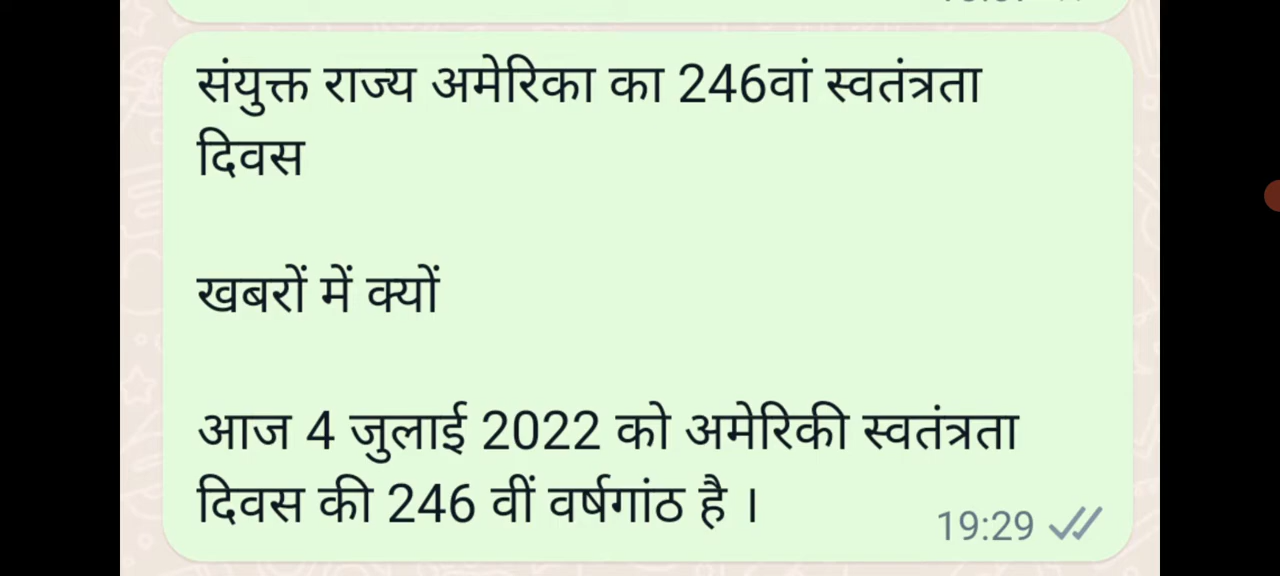 संयुक्त राज्य अमेरिका का 246वां स्वतंत्रता
दिवस
खबरों में क्यों
आज 4 जुलाई 2022 को अमेरिकी स्वतंत्रता
दिवस की 246 वीं वर्षगांठ है ।
19:29